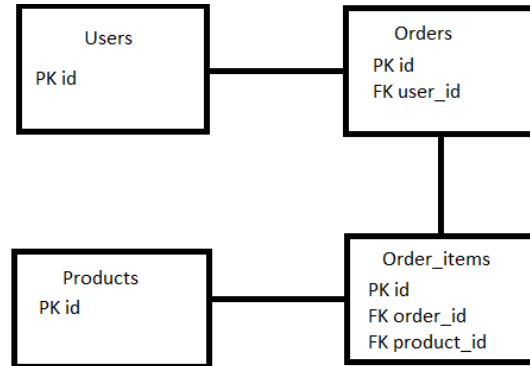 Users
PK id
Orders
PK id
FK user_id
Products
PK id
Order_items
PK id
FK order_id
FK product_id